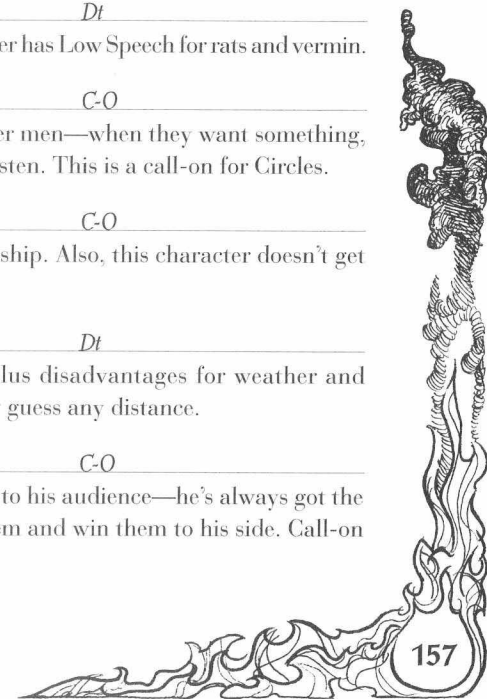 Dt
er has Low Speech for rats and vermin.
C-O
er men—when they want something,
sten. This is a call-on for Circles.
C-O
ship. Also, this character doesn't get
Dt
lus disadvantages for weather and
guess any distance.
C-O
to his audience—he's always got the
em and win them to his side. Call-on
157